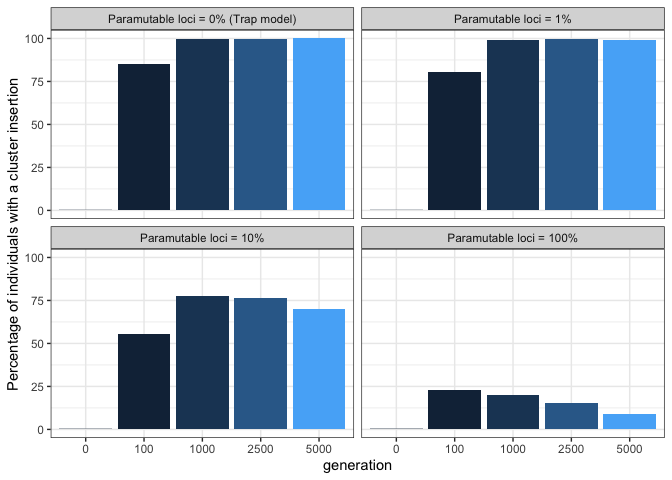 Paramutable loci = 0% (Trap model)
Paramutable loci = 1%
100
75
50
25
0
Paramutable loci = 10%
Paramutable loci = 100%
100
75
50
25
0
0 100 1000 2500 5000
0 100 1000 2500 5000
generation
Percentage of individuals with a cluster insertion